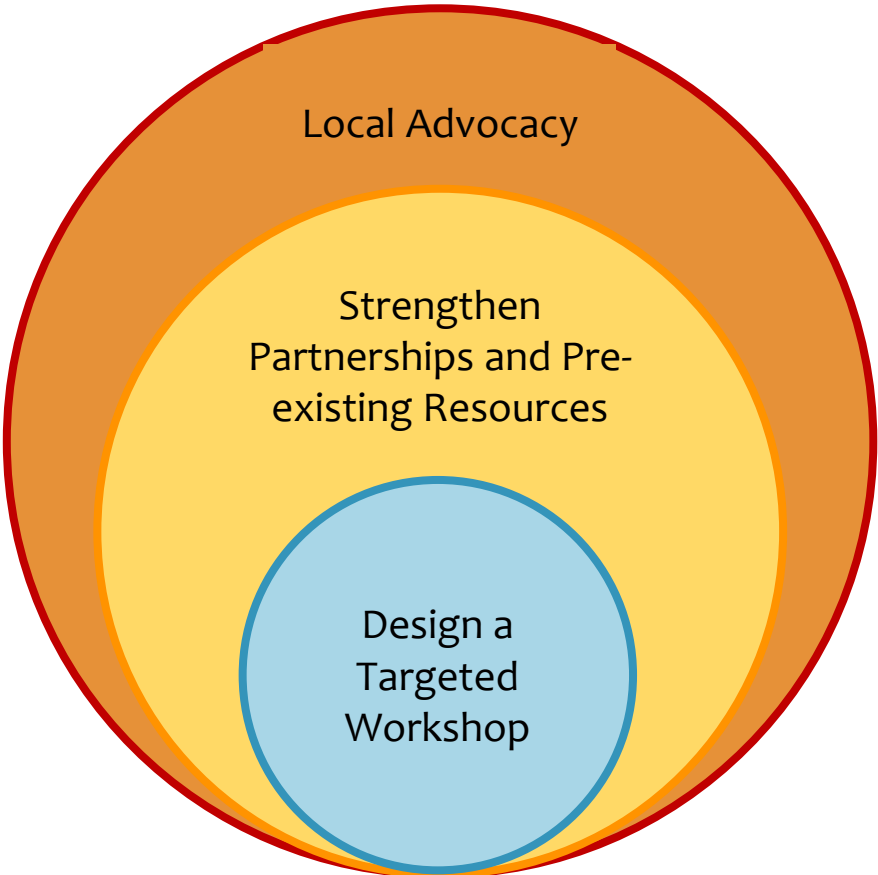 Local Advocacy
Strengthen
Partnerships and Pre-
existing Resources
Design a
Targeted
Workshop